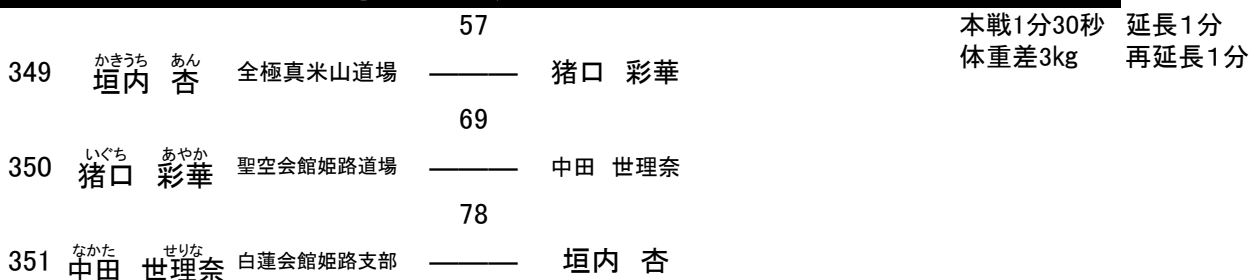 57
本戦1分30秒 延長1分
体重差3kg 再延長1分
かきうち あん
349 垣内 杏 全極真米山道場 ――― 猪口 彩華
69
いぐち あやか
350 猪口 彩華 聖空会館姫路道場 ――― 中田 世理奈
78
なかた せりな
351 中田 世理奈 白蓮会館姫路支部 ――― 垣内 杏